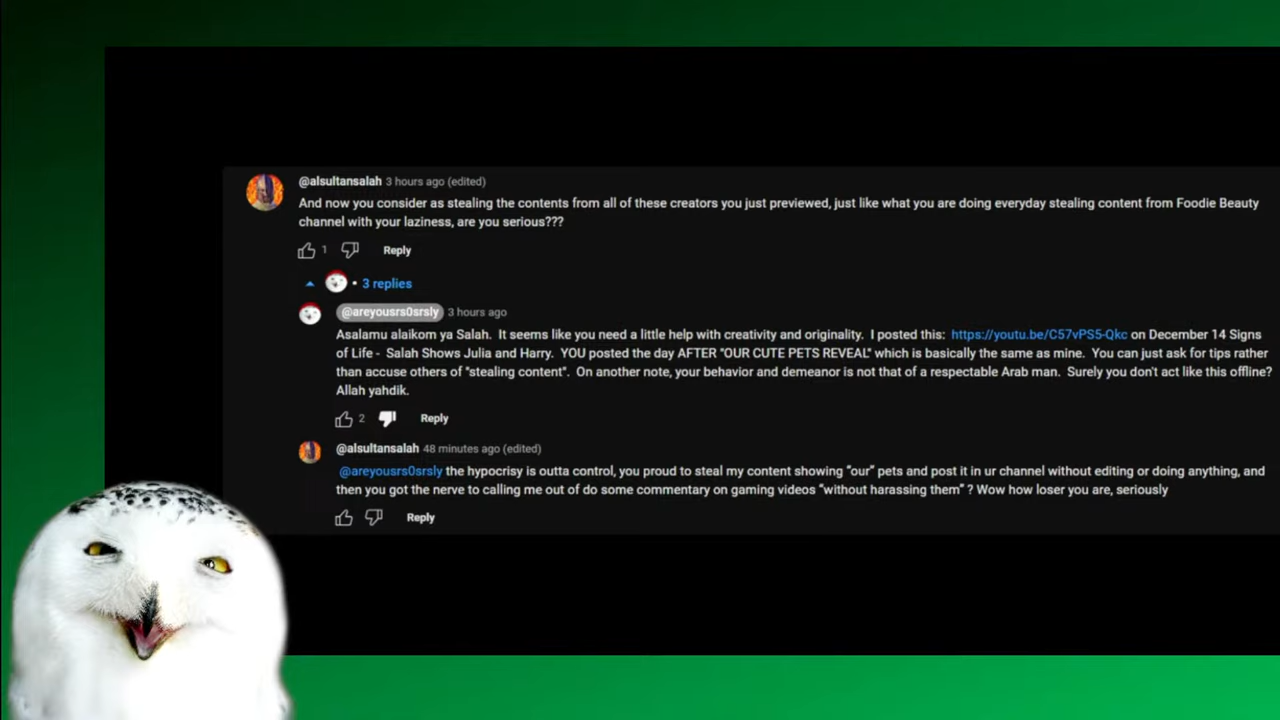 @alsultansalah 3 hours ago (edited)
And now you consider as stealing the contents from all of these creators you just previewed, just like what you are doing everyday stealing content from Foodie Beauty
channel with your laziness, are you serious???
1 Reply
• 3 replies
@areyousrs0srsly 3 hours ago
Asalamu alaikom ya Salah. It seems like you need a little help with creativity and originality. I posted this: https://youtu.be/C57vPS5-Qkc on December 14 Signs
of Life - Salah Shows Julia and Harry. YOU posted the day AFTER "OUR CUTE PETS REVEAL" which is basically the same as mine. You can just ask for tips rather
than accuse others of "stealing content". On another note, your behavior and demeanor is not that of a respectable Arab man. Surely you don't act like this offline?
Allah yahdik.
2 Reply
@alsultansalah 48 minutes ago (edited)
@areyousrs0srsly the hypocrisy is outta control, you proud to steal my content showing “our” pets and post it in ur channel without editing or doing anything, and
then you got the nerve to calling me out of do some commentary on gaming videos “without harassing them” ? Wow how loser you are, seriously
Reply